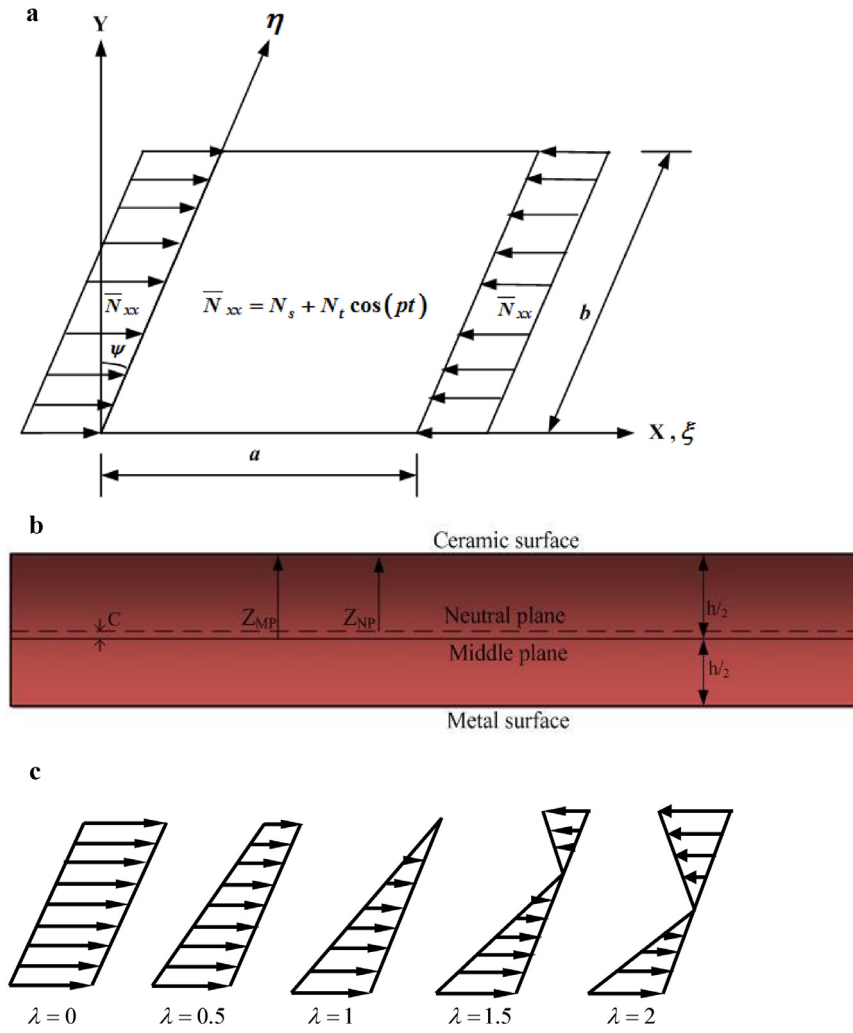 a
Y
η
N̅xx
N̅xx = Ns + Nt cos(pt)
N̅xx
b
ψ
X , ξ
a
b
Ceramic surface
C
ZMP
ZNP
Neutral plane
h/2
Middle plane
h/2
Metal surface
c
λ = 0
λ = 0.5
λ = 1
λ = 1.5
λ = 2